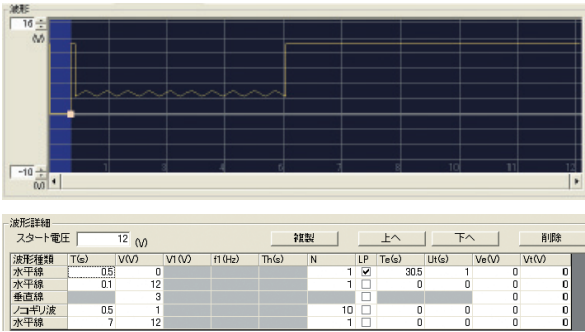 波形
16
(V)
1 2 3 4 5 6 7 8 9 10 11 12
-10
(V)
波形詳細
スタート電圧 12 (V) 複製 上へ 下へ 削除
波形種類 T(s) V(V) V1(V) f1(Hz) Th(s) N LP Te(s) Ut(s) Ve(V) Vt(V)
水平線 0.5 0 1 30.5 1 0 0
水平線 0.1 12 1 0 0 0 0
垂直線 3 0 0
ノコギリ波 0.5 1 10 0 0 0 0
水平線 7 12 1 0 0 0 0